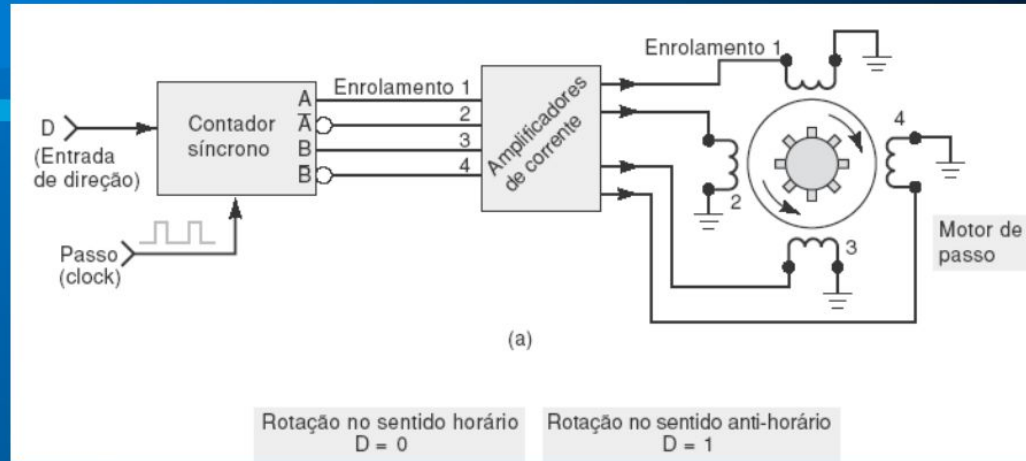 Enrolamento 1
Enrolamento 1
A
A̅
B
B̅
2
3
4
Contador
síncrono
D
(Entrada
de direção)
Passo
(clock)
Amplificadores
de corrente
4
2
3
Motor de
passo
(a)
Rotação no sentido horário
D = 0
Rotação no sentido anti-horário
D = 1